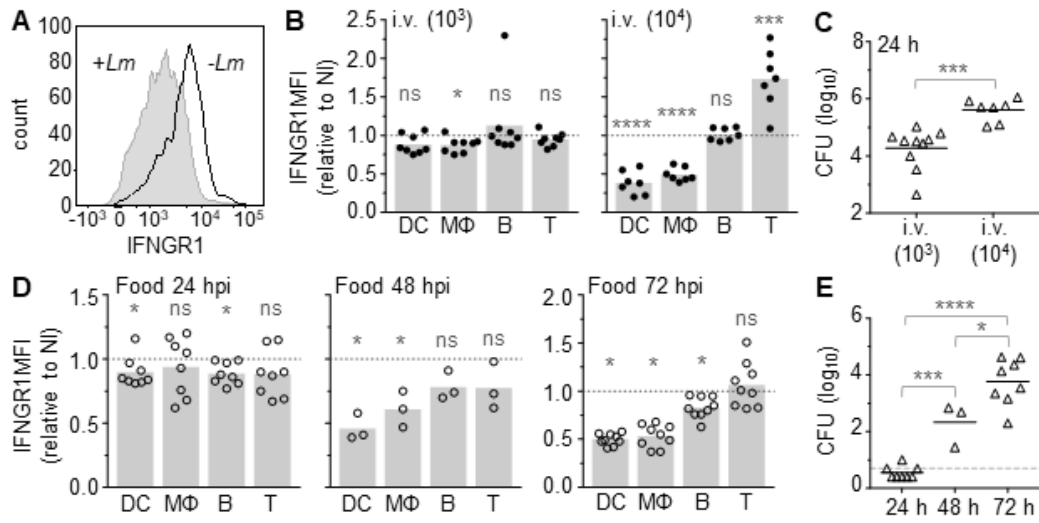 A
+Lm
-Lm
count
100
80
60
40
20
0
-10³ 0 10³ 10⁴ 10⁵
IFNGR1
B
i.v. (10³)
i.v. (10⁴)
IFNGR1MFI
(relative to NI)
2.5
2.0
1.5
1.0
0.5
0.0
ns * ns ns
**** **** ns ***
DC MΦ B T
DC MΦ B T
C
24 h
***
CFU (log₁₀)
8
6
4
2
i.v. (10³)
i.v. (10⁴)
D
Food 24 hpi
Food 48 hpi
Food 72 hpi
IFNGR1MFI
(relative to NI)
1.5
1.0
0.5
0.0
* ns * ns
* * ns ns
2.0
1.5
1.0
0.5
0.0
* * * ns
DC MΦ B T
DC MΦ B T
DC MΦ B T
E
****
*
***
CFU (log₁₀)
6
4
2
0
24 h 48 h 72 h